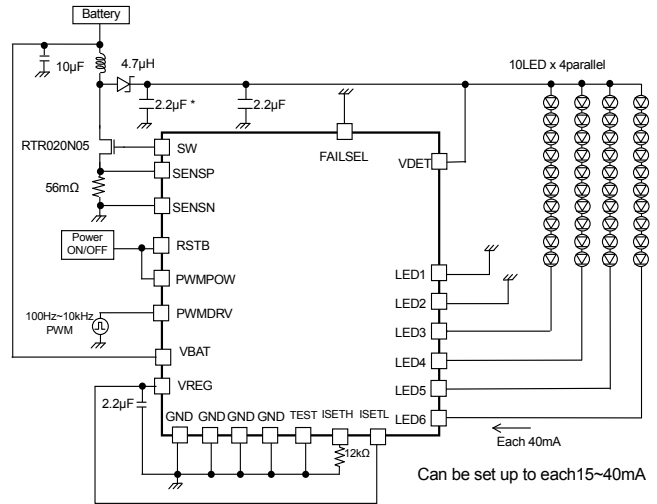 Battery
10μF
4.7μH
10LED x 4parallel
2.2μF *
2.2μF
RTR020N05
SW
FAILSEL
VDET
SENSP
56mΩ
SENSN
Power
ON/OFF
RSTB
PWMPOW
LED1
LED2
100Hz~10kHz
PWM
PWMDRV
LED3
VBAT
LED4
VREG
LED5
2.2μF
GND
GND
GND
GND
TEST
ISETH
ISETL
LED6
12kΩ
Each 40mA
Can be set up to each15~40mA